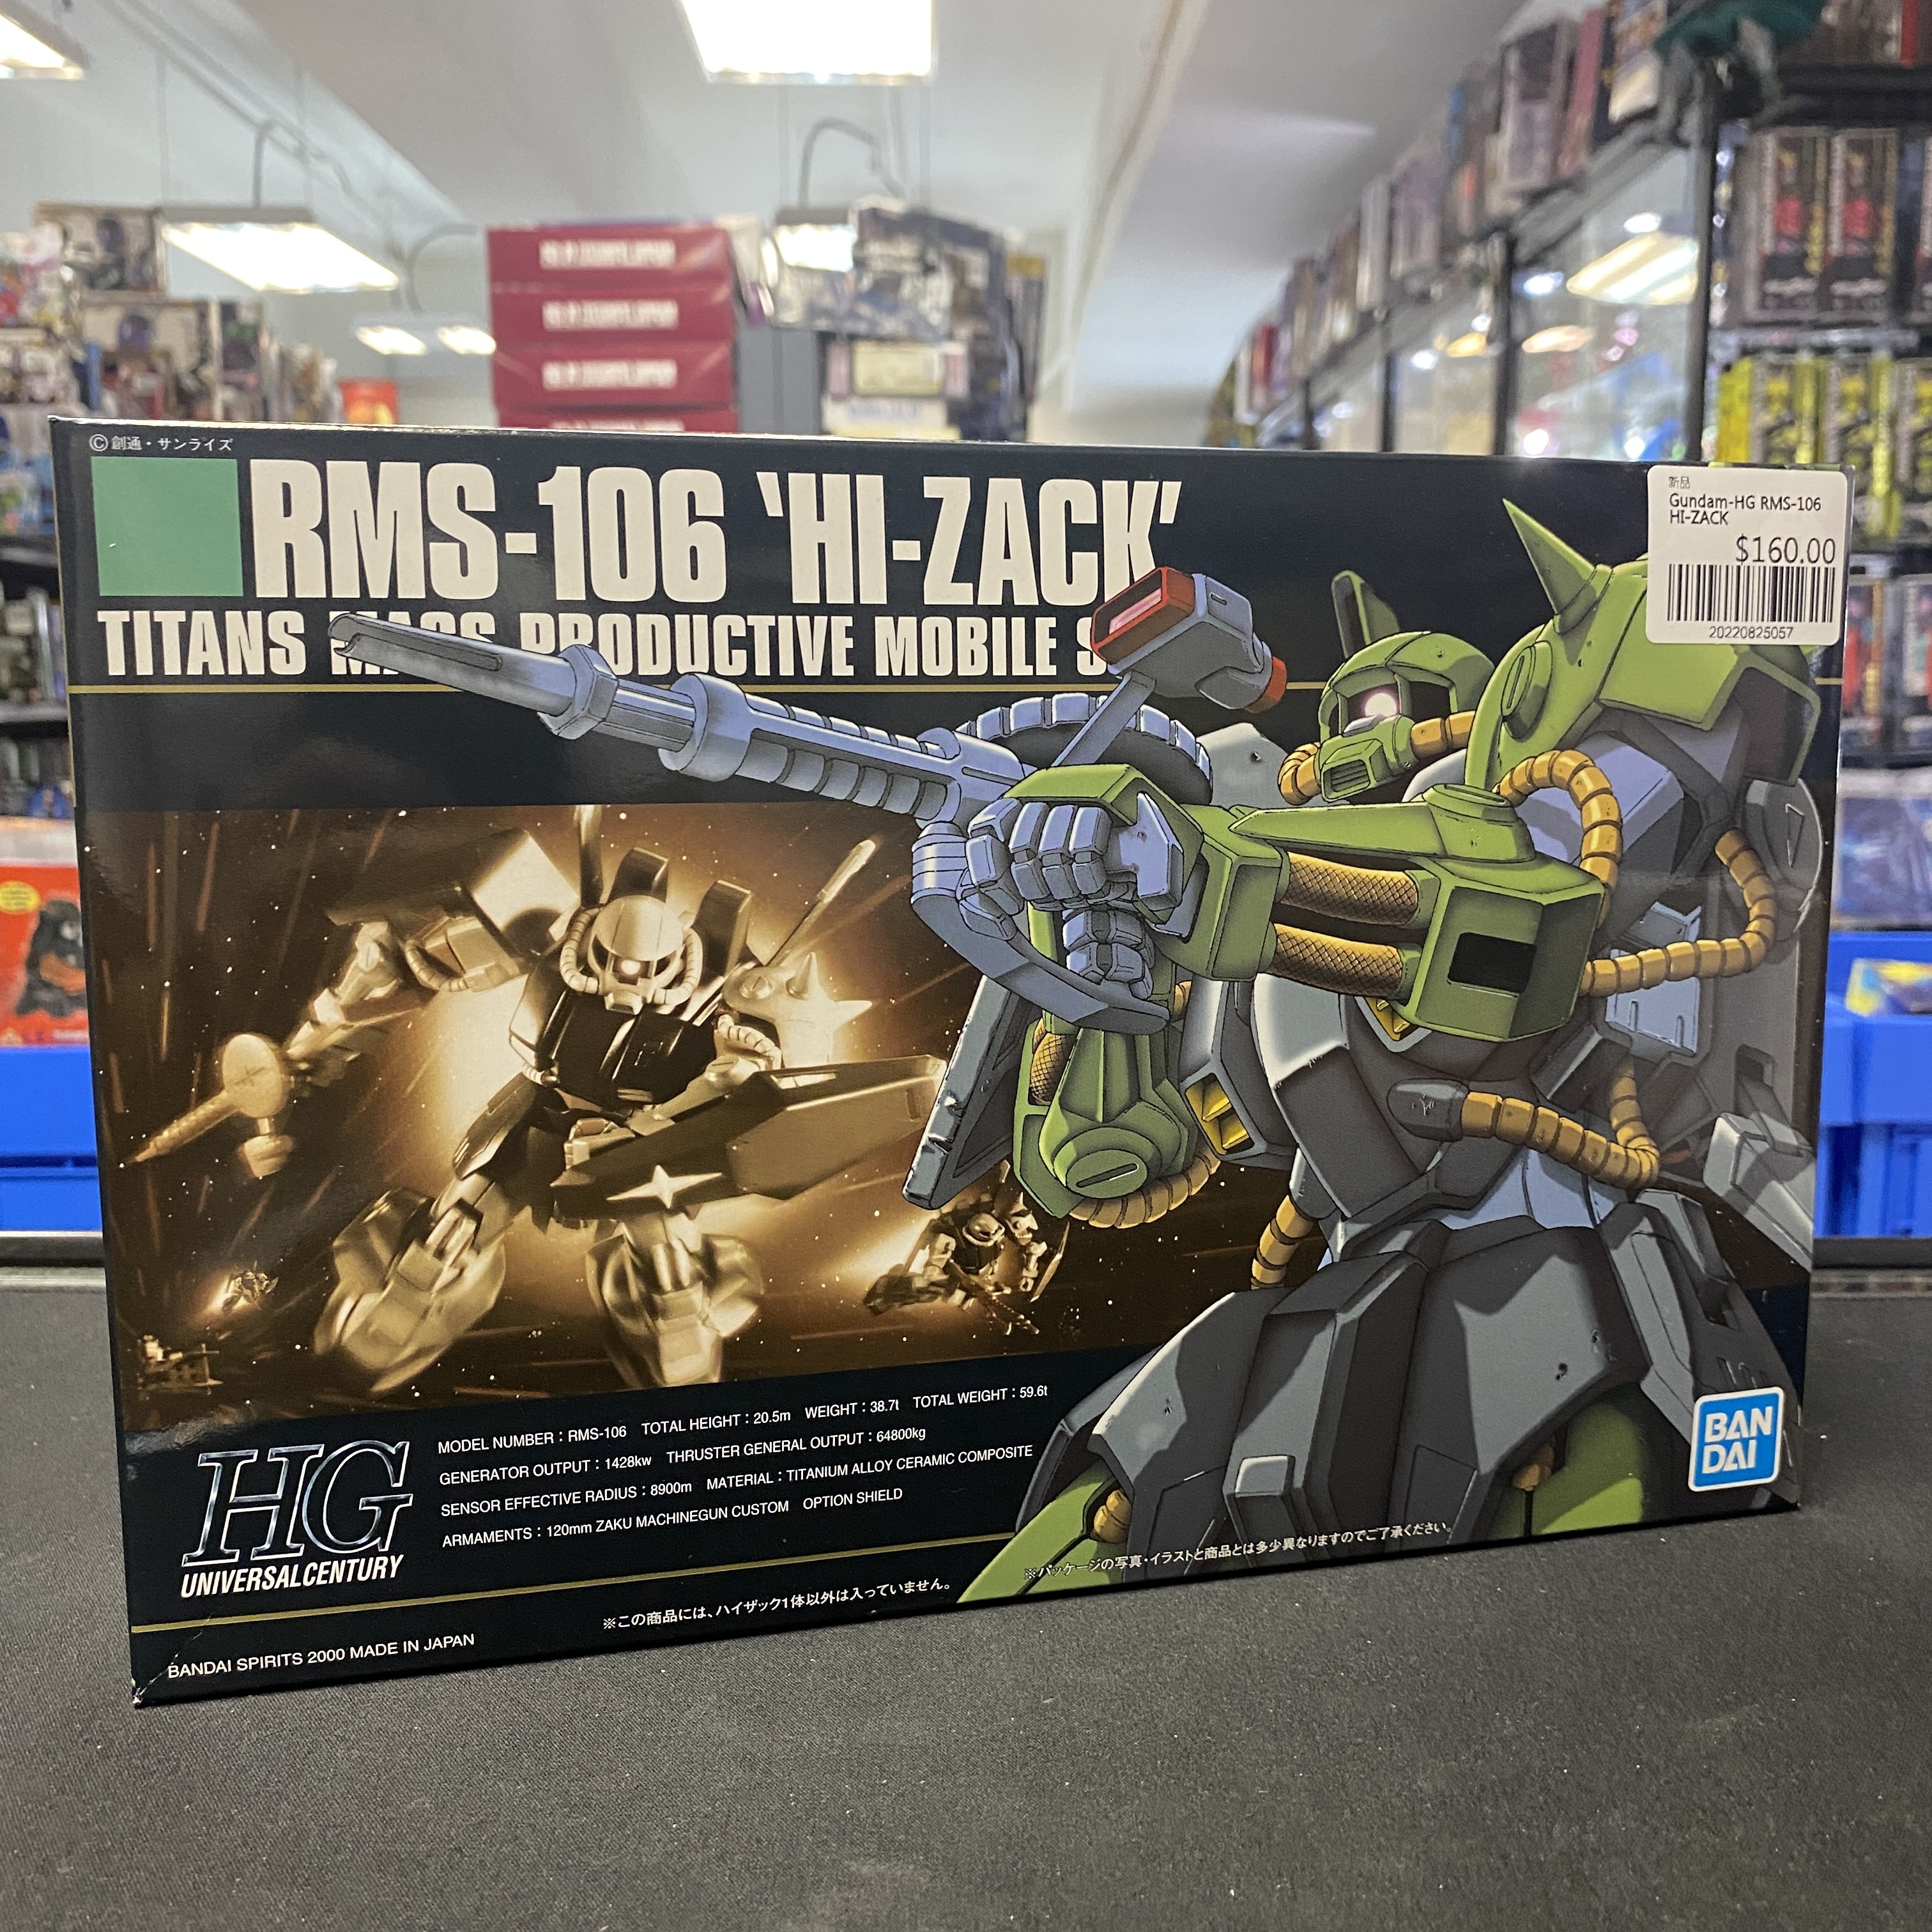 ©創通・サンライズ
RMS-106 'HI-ZACK'
TITANS MASS PRODUCTIVE MOBILE S
新品
Gundam-HG RMS-106
HI-ZACK
$160.00
20220825057
MODEL NUMBER：RMS-106 TOTAL HEIGHT：20.5m WEIGHT：38.7t TOTAL WEIGHT：59.6t
GENERATOR OUTPUT：1428kw THRUSTER GENERAL OUTPUT：64800kg
SENSOR EFFECTIVE RADIUS：8900m MATERIAL：TITANIUM ALLOY CERAMIC COMPOSITE
ARMAMENTS：120mm ZAKU MACHINEGUN CUSTOM OPTION SHIELD
HG
UNIVERSAL CENTURY
BAN
DAI
※パッケージの写真・イラストと商品とは多少異なりますのでご了承ください。
※この商品には、ハイザック1体以外は入っていません。
BANDAI SPIRITS 2000 MADE IN JAPAN